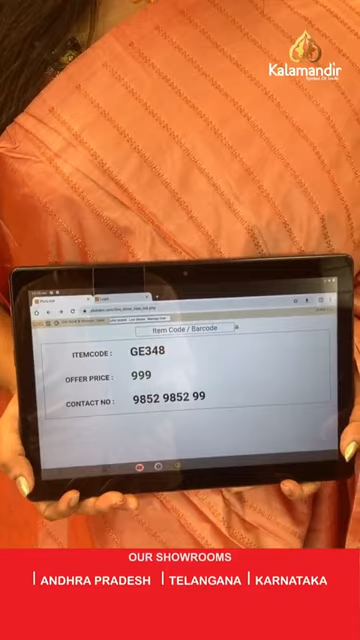 Kalamandir
Item Code / Barcode
ITEMCODE : GE348
OFFER PRICE : 999
CONTACT NO : 9852 9852 99
OUR SHOWROOMS
| ANDHRA PRADESH | TELANGANA | KARNATAKA